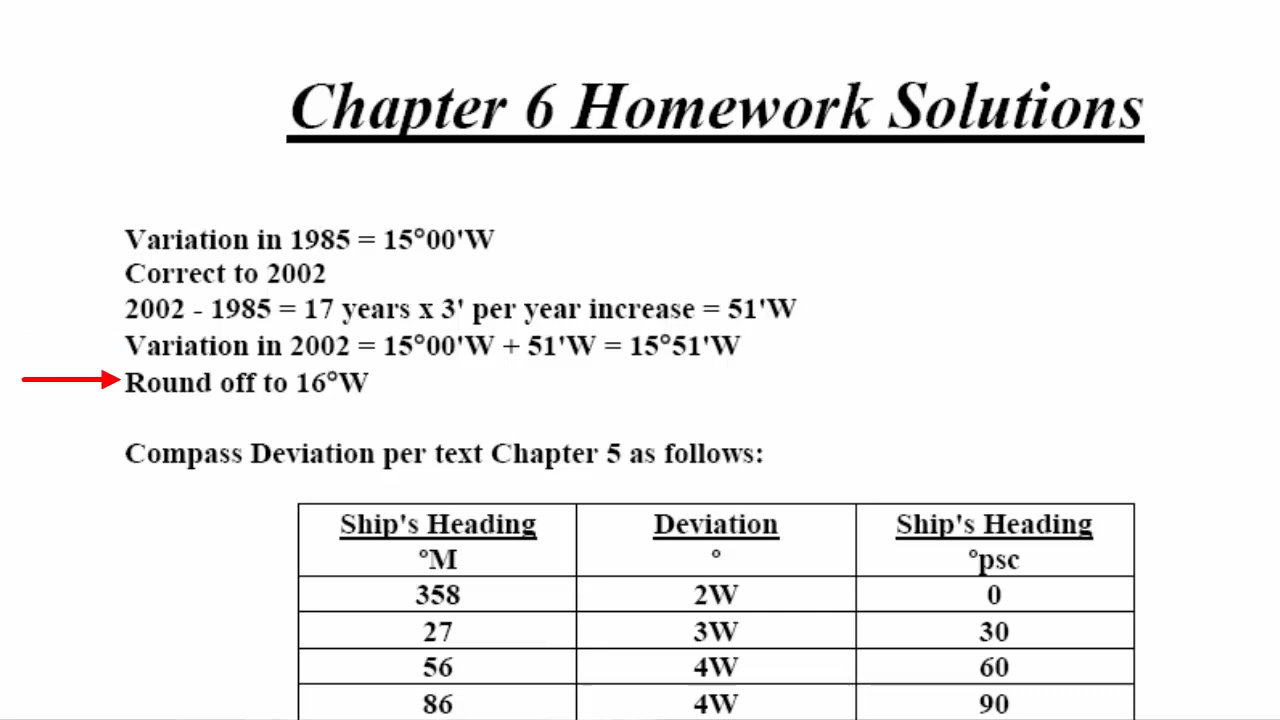 Chapter 6 Homework Solutions
Variation in 1985 = 15°00'W
Correct to 2002
2002 - 1985 = 17 years x 3' per year increase = 51'W
Variation in 2002 = 15°00'W + 51'W = 15°51'W
Round off to 16°W
Compass Deviation per text Chapter 5 as follows:
Ship's Heading Deviation Ship's Heading
°M ° °psc
358 2W 0
27 3W 30
56 4W 60
86 4W 90